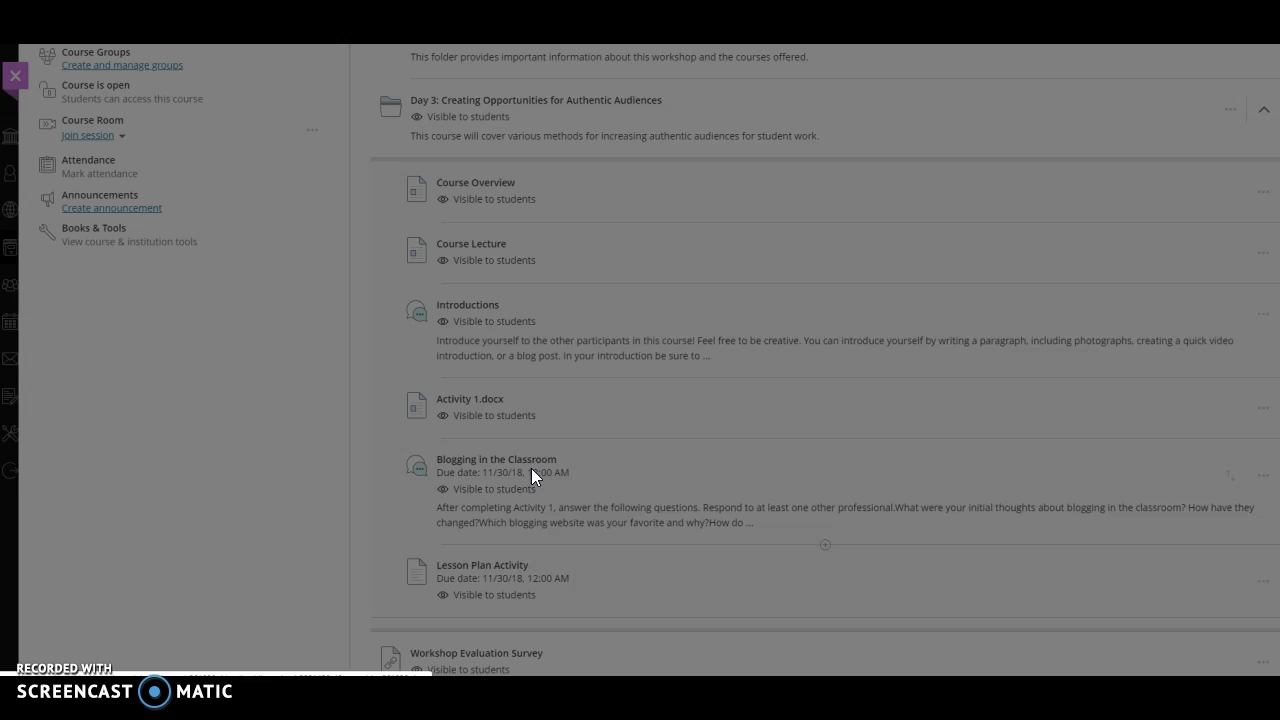 Course Groups
Create and manage groups
Course is open
Students can access this course
Course Room
Join session
Attendance
Mark attendance
Announcements
Create announcement
Books & Tools
View course & institution tools
This folder provides important information about this workshop and the courses offered.
Day 3: Creating Opportunities for Authentic Audiences
Visible to students
This course will cover various methods for increasing authentic audiences for student work.
Course Overview
Visible to students
Course Lecture
Visible to students
Introductions
Visible to students
Introduce yourself to the other participants in this course! Feel free to be creative. You can introduce yourself by writing a paragraph, including photographs, creating a quick video
introduction, or a blog post. In your introduction be sure to ...
Activity 1.docx
Visible to students
Blogging in the Classroom
Due date: 11/30/18, :00 AM
Visible to students
After completing Activity 1, answer the following questions. Respond to at least one other professional.What were your initial thoughts about blogging in the classroom? How have they
changed?Which blogging website was your favorite and why?How do ...
Lesson Plan Activity
Due date: 11/30/18, 12:00 AM
Visible to students
Workshop Evaluation Survey
Visible to students
RECORDED WITH
SCREENCAST MATIC